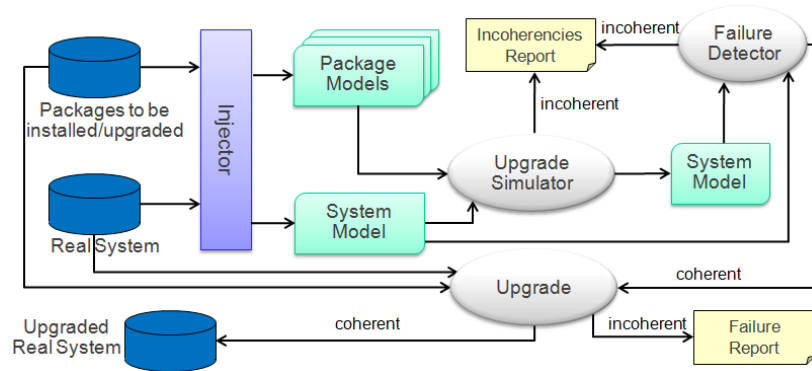 Packages to be
installed/upgraded
Real System
Injector
Package
Models
System
Model
Incoherencies
Report
incoherent
incoherent
Failure
Detector
Upgrade
Simulator
System
Model
Upgrade
coherent
coherent
incoherent
Upgraded
Real System
Failure
Report